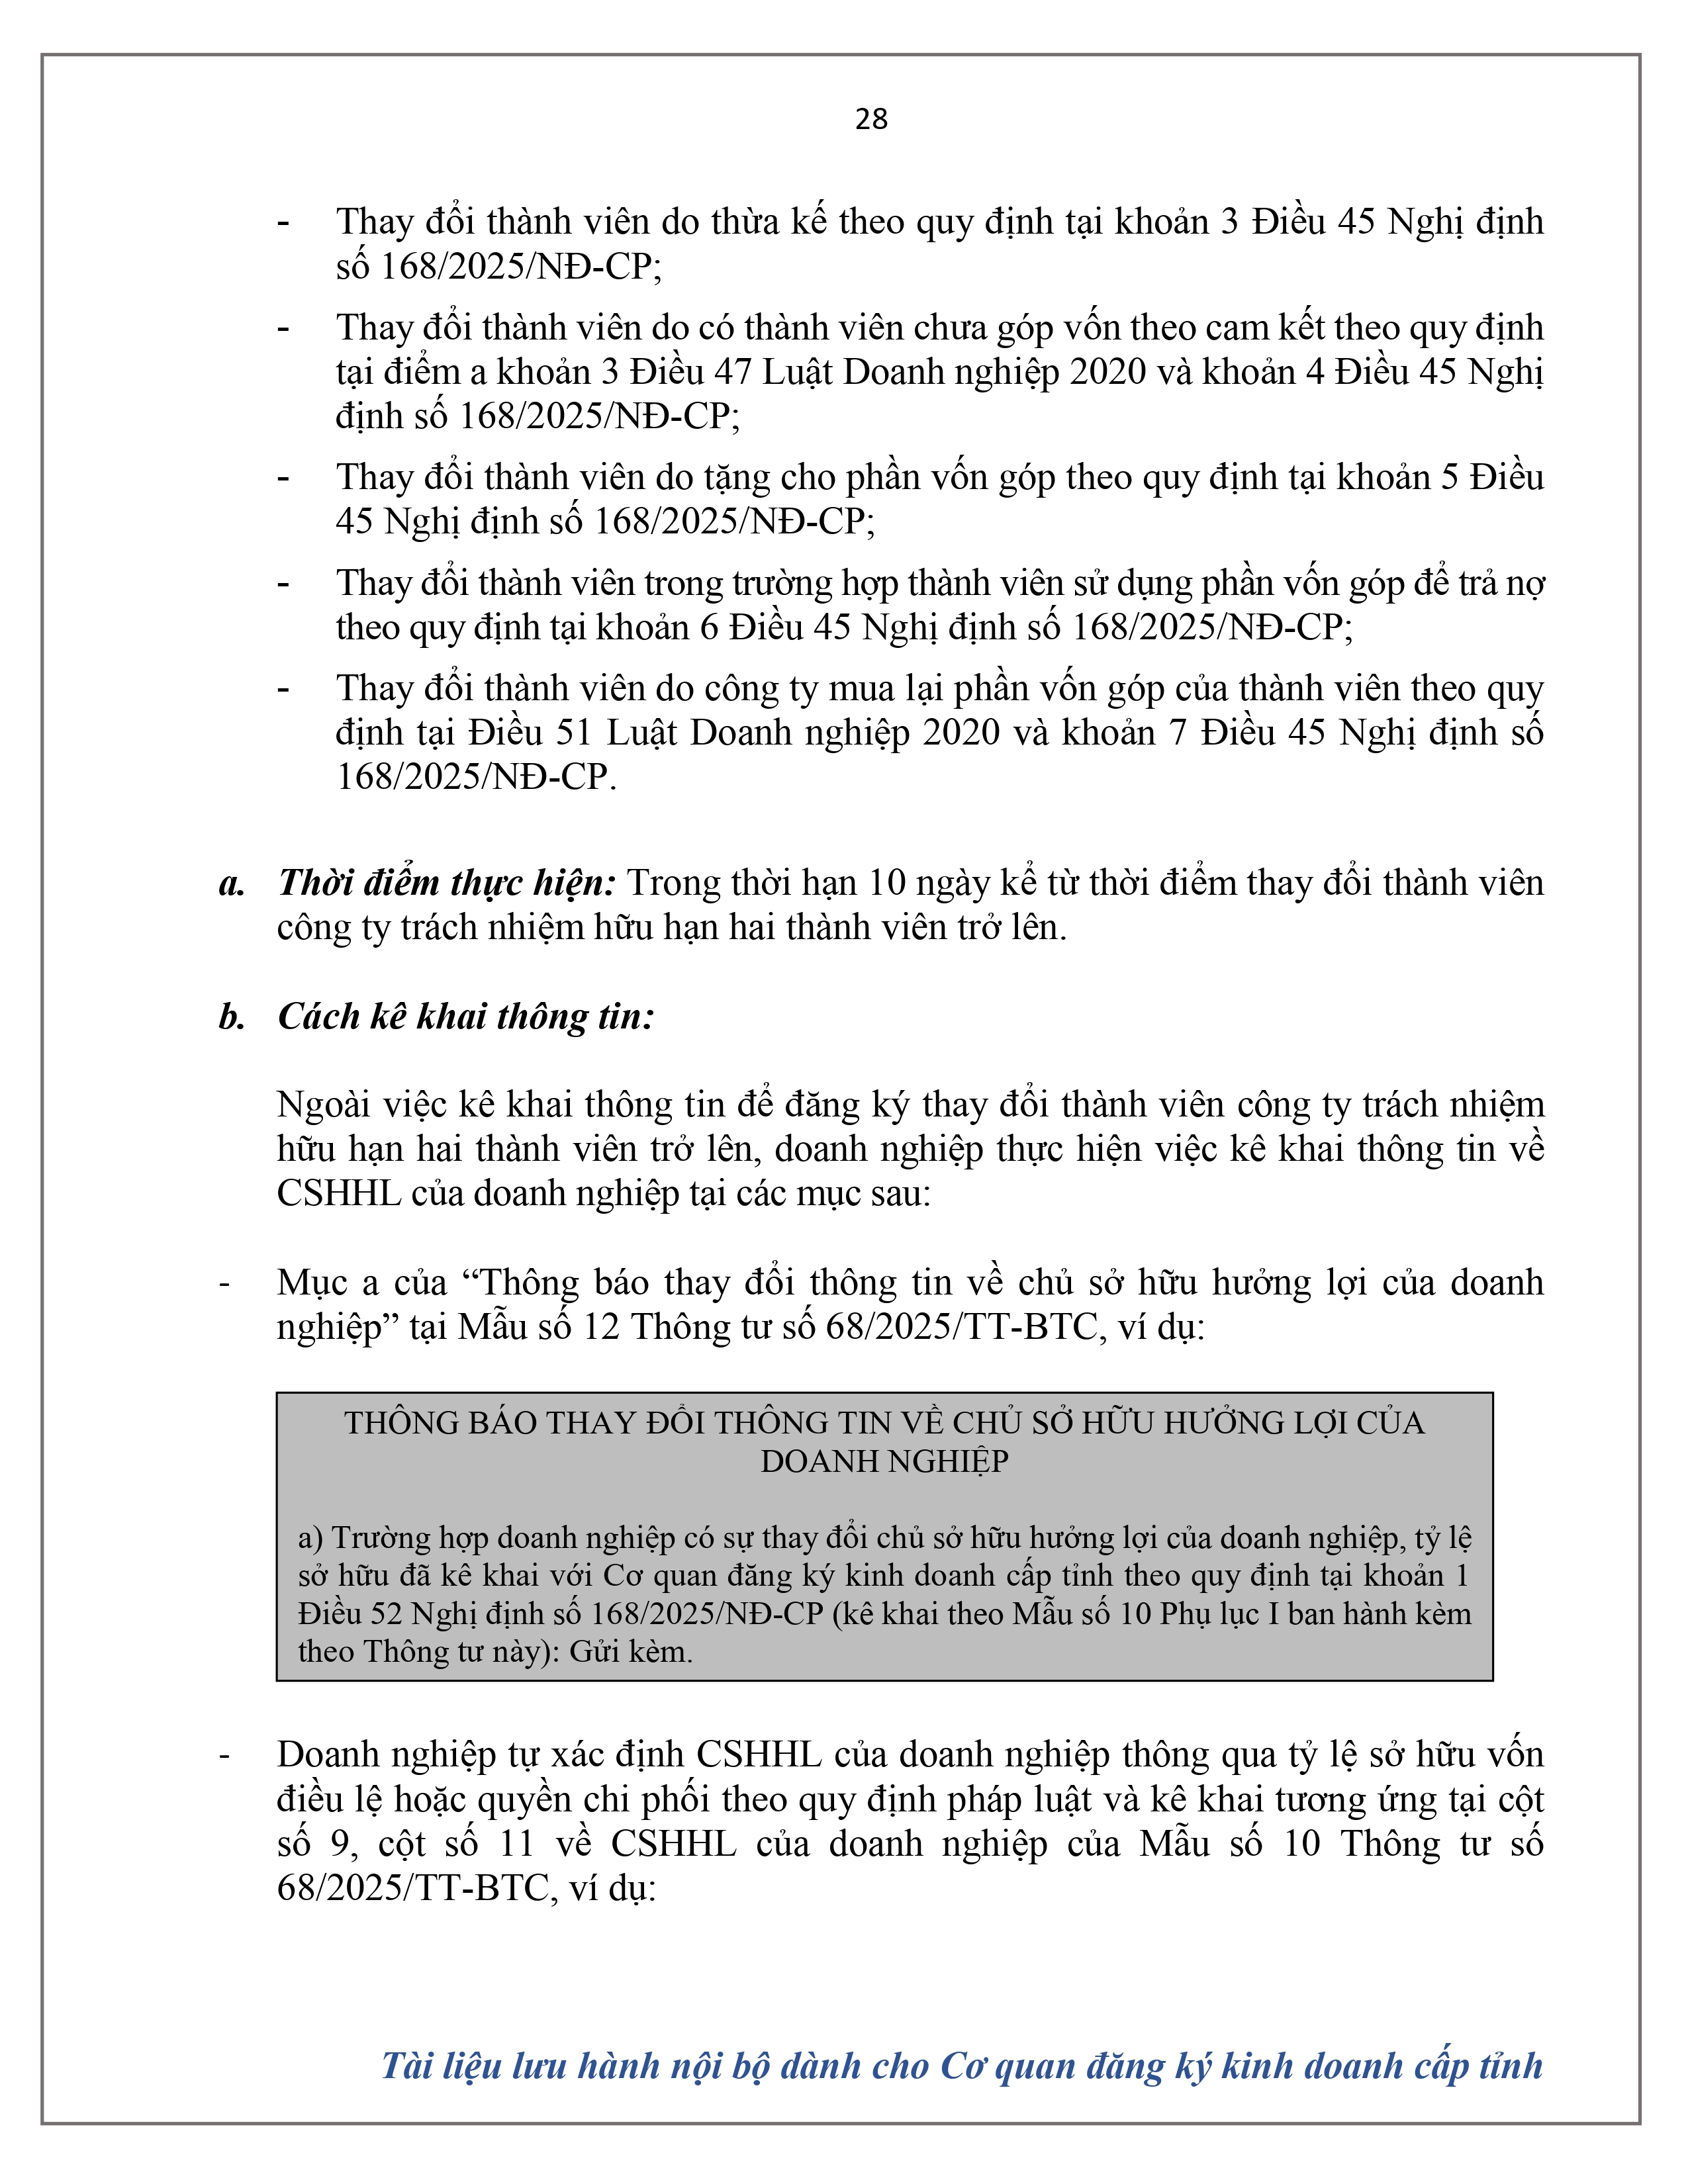 28
- Thay đổi thành viên do thừa kế theo quy định tại khoản 3 Điều 45 Nghị định
số 168/2025/NĐ-CP;
- Thay đổi thành viên do có thành viên chưa góp vốn theo cam kết theo quy định
tại điểm a khoản 3 Điều 47 Luật Doanh nghiệp 2020 và khoản 4 Điều 45 Nghị
định số 168/2025/NĐ-CP;
- Thay đổi thành viên do tặng cho phần vốn góp theo quy định tại khoản 5 Điều
45 Nghị định số 168/2025/NĐ-CP;
- Thay đổi thành viên trong trường hợp thành viên sử dụng phần vốn góp để trả nợ
theo quy định tại khoản 6 Điều 45 Nghị định số 168/2025/NĐ-CP;
- Thay đổi thành viên do công ty mua lại phần vốn góp của thành viên theo quy
định tại Điều 51 Luật Doanh nghiệp 2020 và khoản 7 Điều 45 Nghị định số
168/2025/NĐ-CP.
a. Thời điểm thực hiện: Trong thời hạn 10 ngày kể từ thời điểm thay đổi thành viên
công ty trách nhiệm hữu hạn hai thành viên trở lên.
b. Cách kê khai thông tin:
Ngoài việc kê khai thông tin để đăng ký thay đổi thành viên công ty trách nhiệm
hữu hạn hai thành viên trở lên, doanh nghiệp thực hiện việc kê khai thông tin về
CSHHL của doanh nghiệp tại các mục sau:
- Mục a của “Thông báo thay đổi thông tin về chủ sở hữu hưởng lợi của doanh
nghiệp” tại Mẫu số 12 Thông tư số 68/2025/TT-BTC, ví dụ:
THÔNG BÁO THAY ĐỔI THÔNG TIN VỀ CHỦ SỞ HỮU HƯỞNG LỢI CỦA
DOANH NGHIỆP
a) Trường hợp doanh nghiệp có sự thay đổi chủ sở hữu hưởng lợi của doanh nghiệp, tỷ lệ
sở hữu đã kê khai với Cơ quan đăng ký kinh doanh cấp tỉnh theo quy định tại khoản 1
Điều 52 Nghị định số 168/2025/NĐ-CP (kê khai theo Mẫu số 10 Phụ lục I ban hành kèm
theo Thông tư này): Gửi kèm.
- Doanh nghiệp tự xác định CSHHL của doanh nghiệp thông qua tỷ lệ sở hữu vốn
điều lệ hoặc quyền chi phối theo quy định pháp luật và kê khai tương ứng tại cột
số 9, cột số 11 về CSHHL của doanh nghiệp của Mẫu số 10 Thông tư số
68/2025/TT-BTC, ví dụ:
Tài liệu lưu hành nội bộ dành cho Cơ quan đăng ký kinh doanh cấp tỉnh